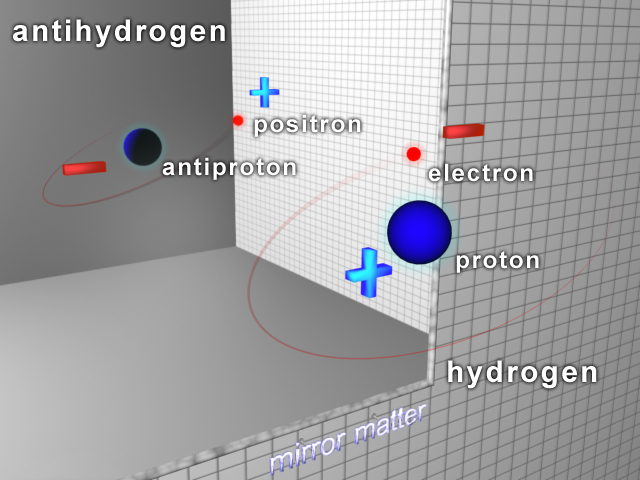 antihydrogen
positron
antiproton
electron
proton
hydrogen
mirror matter